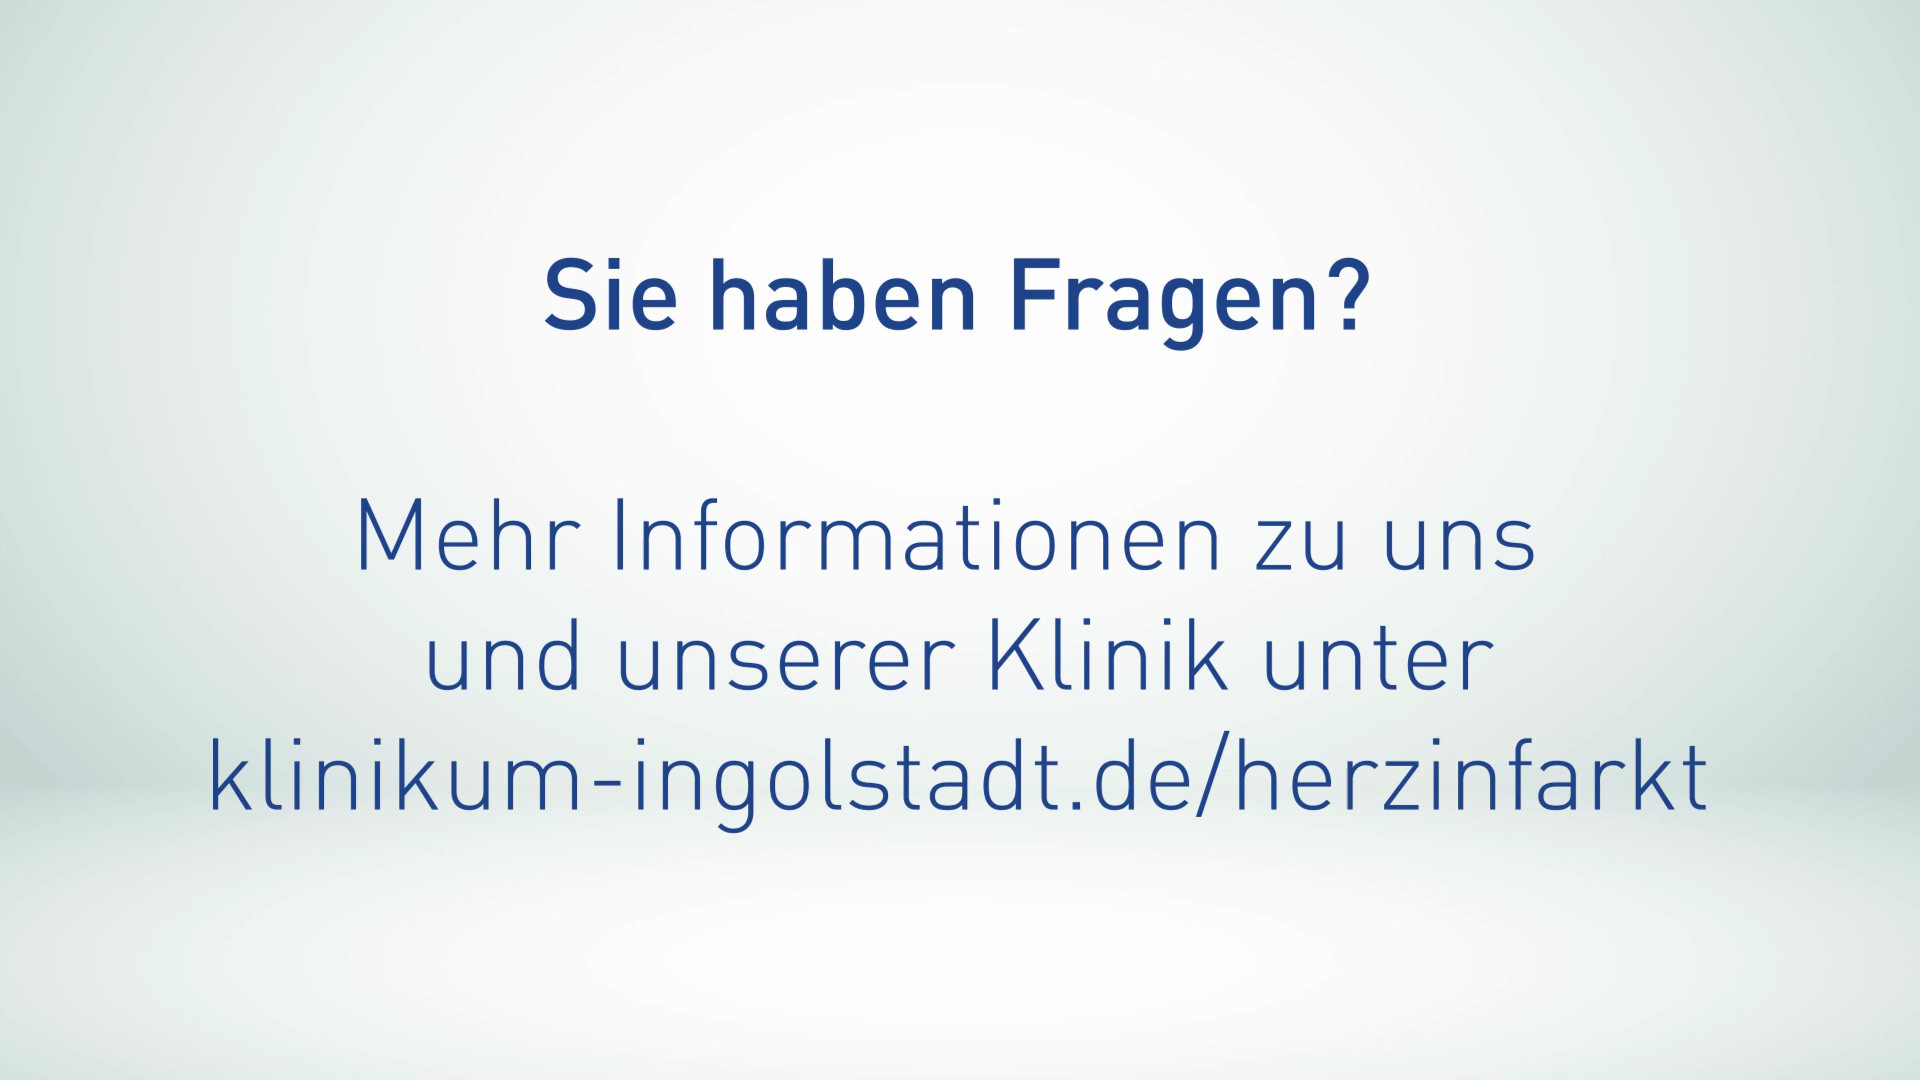 Sie haben Fragen?
Mehr Informationen zu uns
und unserer Klinik unter
klinikum-ingolstadt.de/herzinfarkt